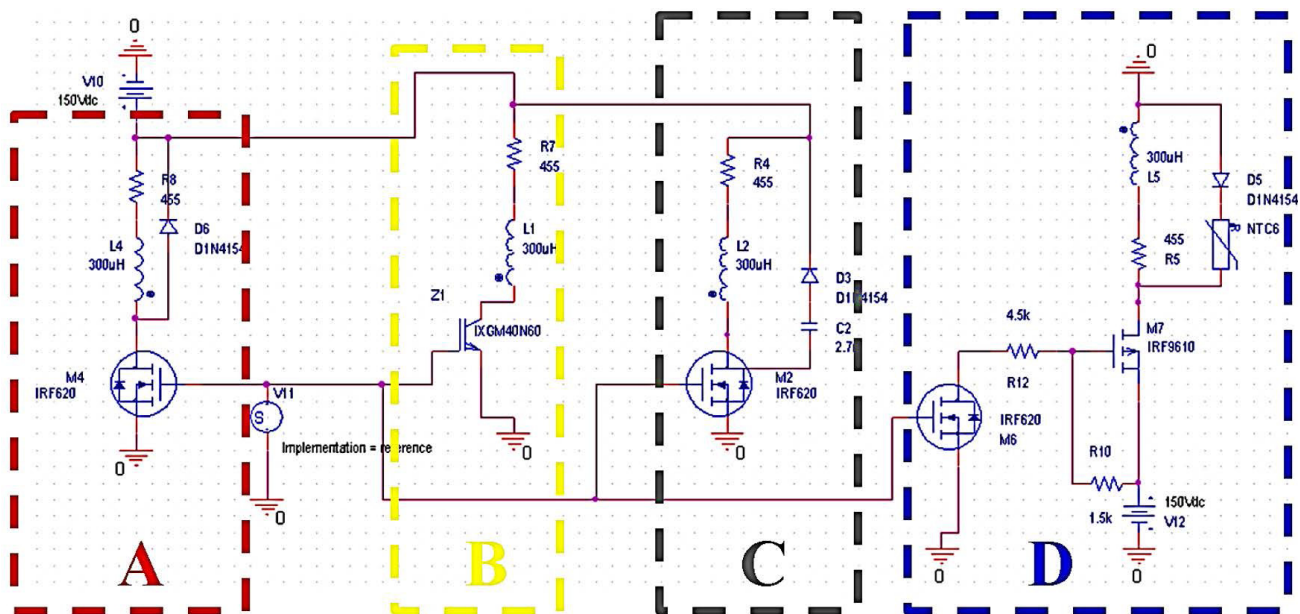 0
V10
150Vdc
R8
455
D6
D1N4154
L4
300uH
M4
IRF620
0
V11
S
Implementation = reference
0
A
R7
455
L1
300uH
Z1
IXGM40N60
0
B
R4
455
L2
300uH
D3
D1N4154
C2
2.7
M2
IRF620
0
C
0
300uH
L5
D5
D1N4154
NTC6
455
R5
4.5k
R12
M7
IRF9610
IRF620
M6
R10
1.5k
150Vdc
V12
0
0
D